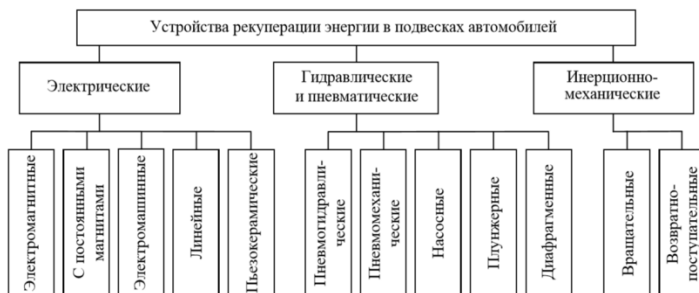 Устройства рекуперации энергии в подвесках автомобилей
Электрические
Гидравлические
и пневматические
Инерционно-
механические
Электромагнитные
С постоянными
магнитами
Электромашинные
Линейные
Пьезокерамические
Пневмогидравли-
ческие
Пневмомехани-
ческие
Насосные
Плунжерные
Диафрагменные
Вращательные
Возвратно-
поступательные